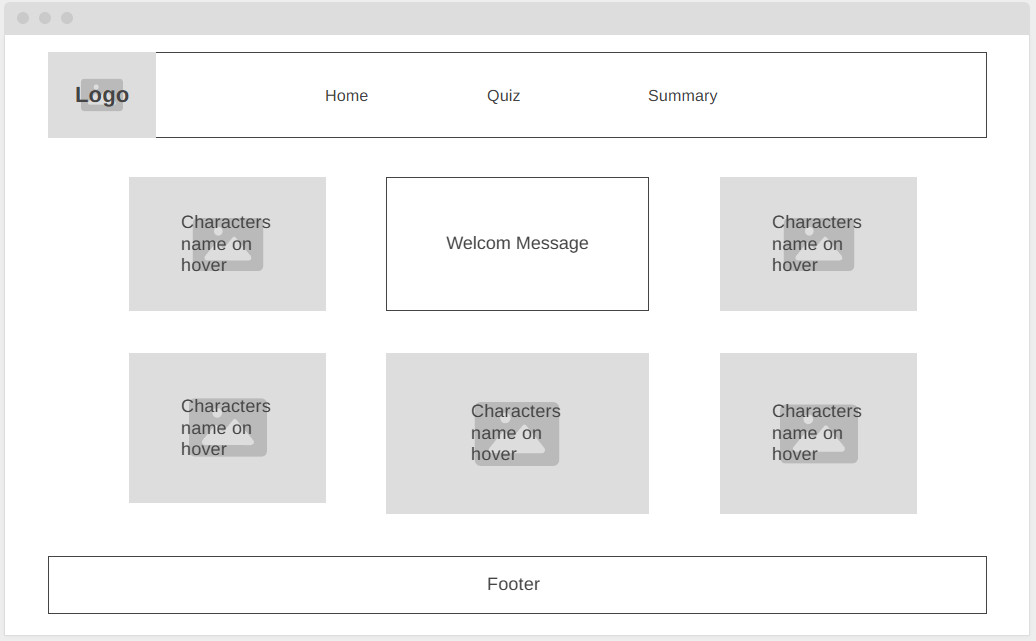 Logo
Home
Quiz
Summary
Characters
name on
hover
Welcom Message
Characters
name on
hover
Characters
name on
hover
Characters
name on
hover
Characters
name on
hover
Footer